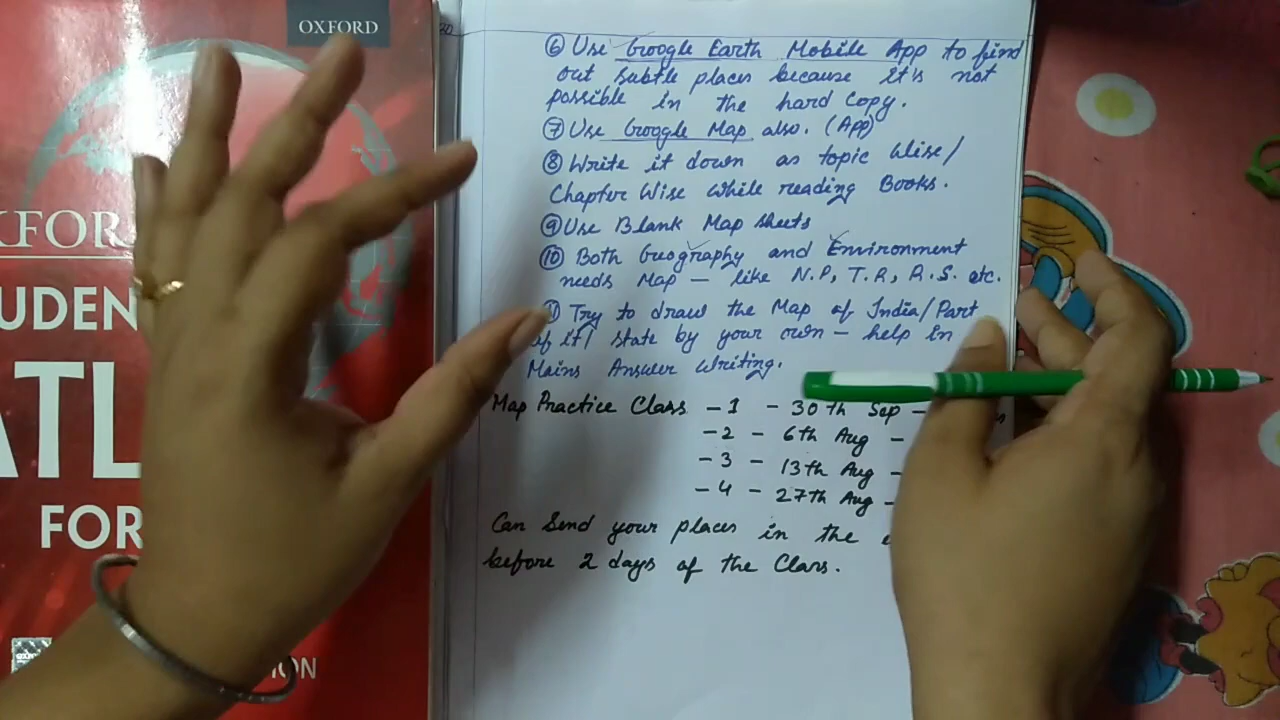 OXFORD
XFOR
UDEN
ATL
FOR
ION
⑥ Use Google Earth Mobile App to find
out subtle places because it is not
possible in the hard copy.
⑦ Use Google Map also. (App)
⑧ Write it down as topic Wise/
Chapter Wise while reading Books.
⑨ Use Blank Map sheets
⑩ Both Geography and Environment
needs Map — like N.P, T.R, R.S. etc.
⑪ Try to draw the Map of India/Part
of it/ state by your own — help in
Mains Answer Writing.
Map Practice Class – 1 – 30th Sep –
– 2 – 6th Aug –
– 3 – 13th Aug –
– 4 – 27th Aug –
Can Send your places in the
before 2 days of the Class.